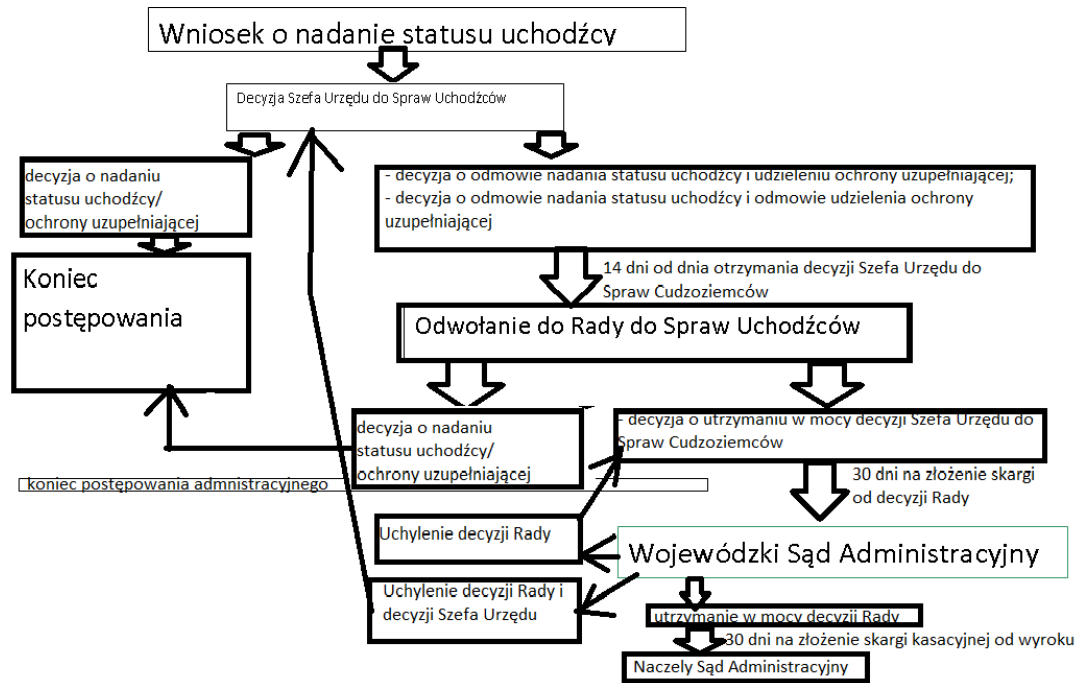 Wniosek o nadanie statusu uchodźcy
Decyzja Szefa Urzędu do Spraw Uchodźców
decyzja o nadaniu
statusu uchodźcy/
ochrony uzupełniającej
- decyzja o odmowie nadania statusu uchodźcy i udzieleniu ochrony uzupełniającej;
- decyzja o odmowie nadania statusu uchodźcy i odmowie udzielenia ochrony
uzupełniającej
Koniec
postępowania
14 dni od dnia otrzymania decyzji Szefa Urzędu do
Spraw Cudzoziemców
Odwołanie do Rady do Spraw Uchodźców
decyzja o nadaniu
statusu uchodźcy/
ochrony uzupełniającej
- decyzja o utrzymaniu w mocy decyzji Szefa Urzędu do
Spraw Cudzoziemców
koniec postępowania admnistracyjnego
30 dni na złożenie skargi
od decyzji Rady
Uchylenie decyzji Rady
Wojewódzki Sąd Administracyjny
Uchylenie decyzji Rady i
decyzji Szefa Urzędu
utrzymanie w mocy decyzji Rady
30 dni na złożenie skargi kasacyjnej od wyroku
Naczely Sąd Administracyjny